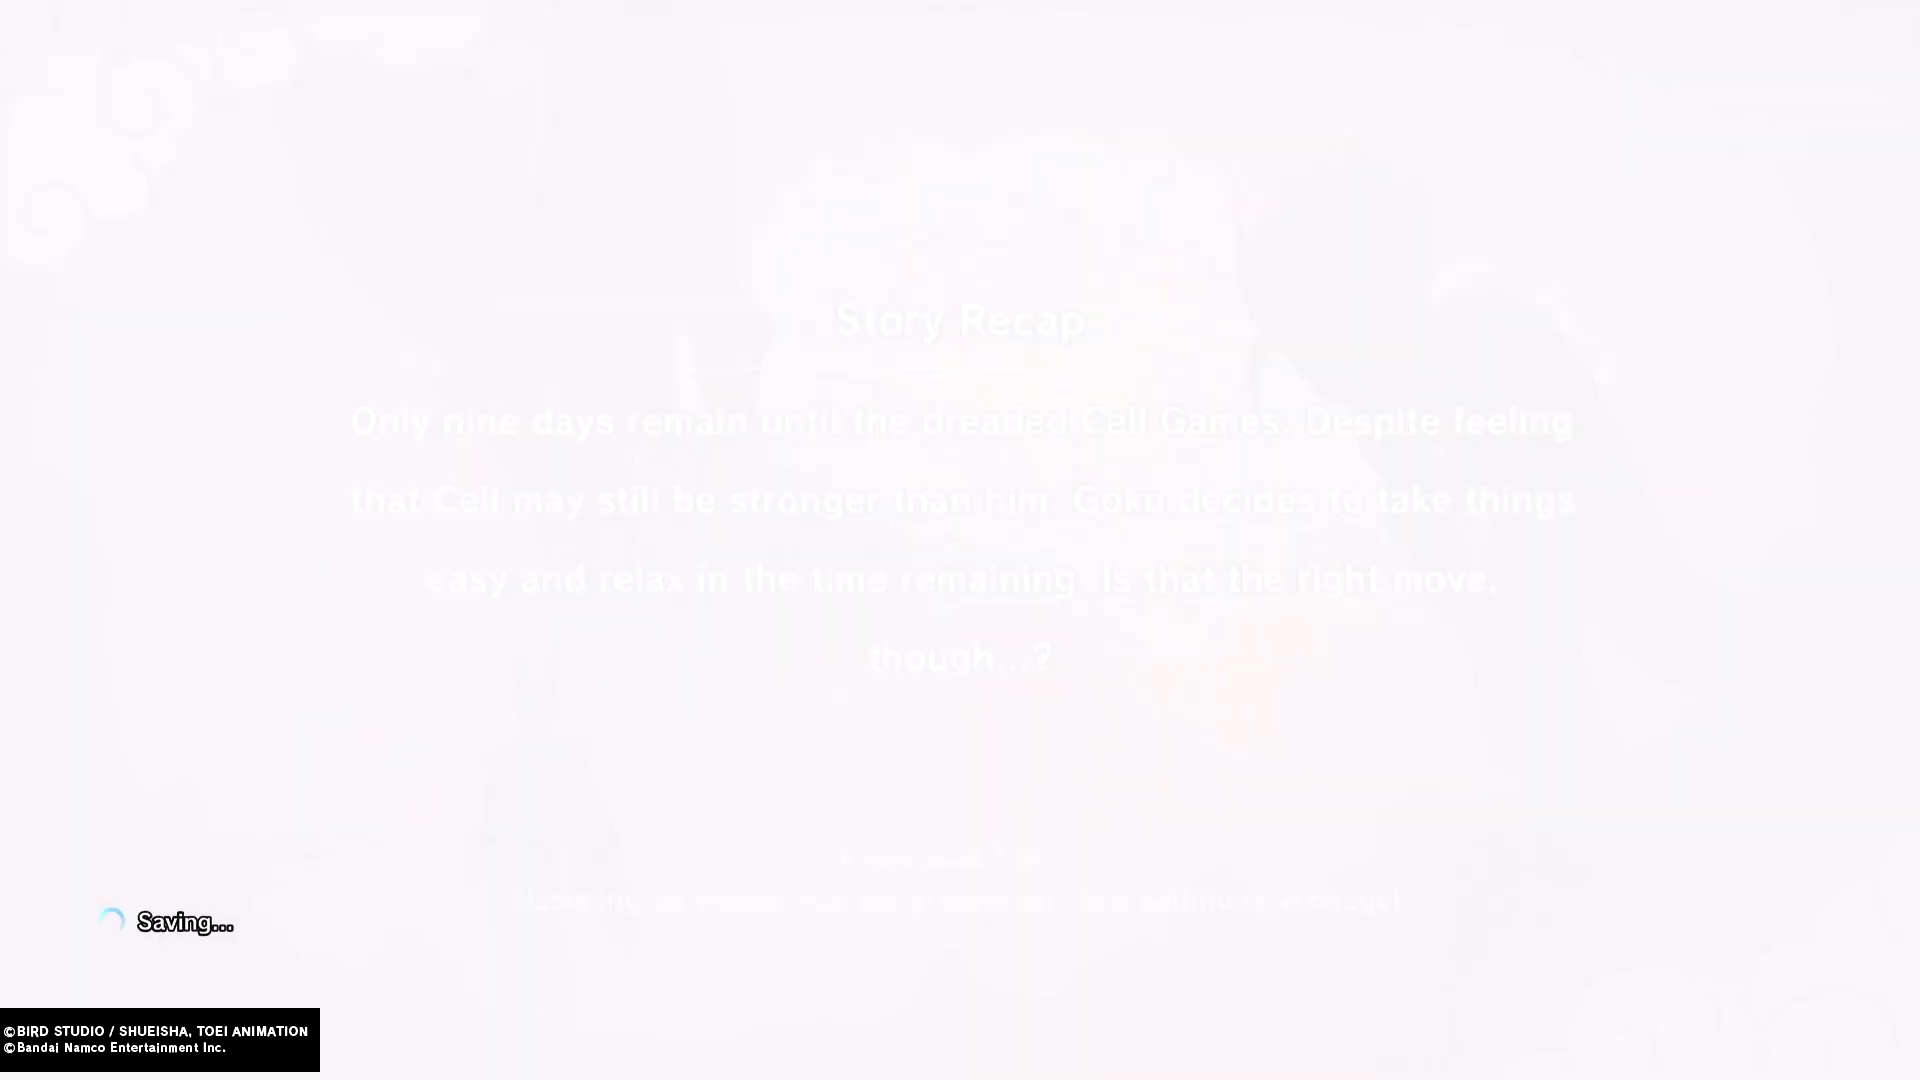 Story Recap
Only nine days remain until the dreaded Cell Games. Despite feeling
that Cell may still be stronger than him, Goku decides to take things
easy and relax in the time remaining. Is that the right move,
though...?
Saving...
©BIRD STUDIO / SHUEISHA, TOEI ANIMATION
©Bandai Namco Entertainment Inc.